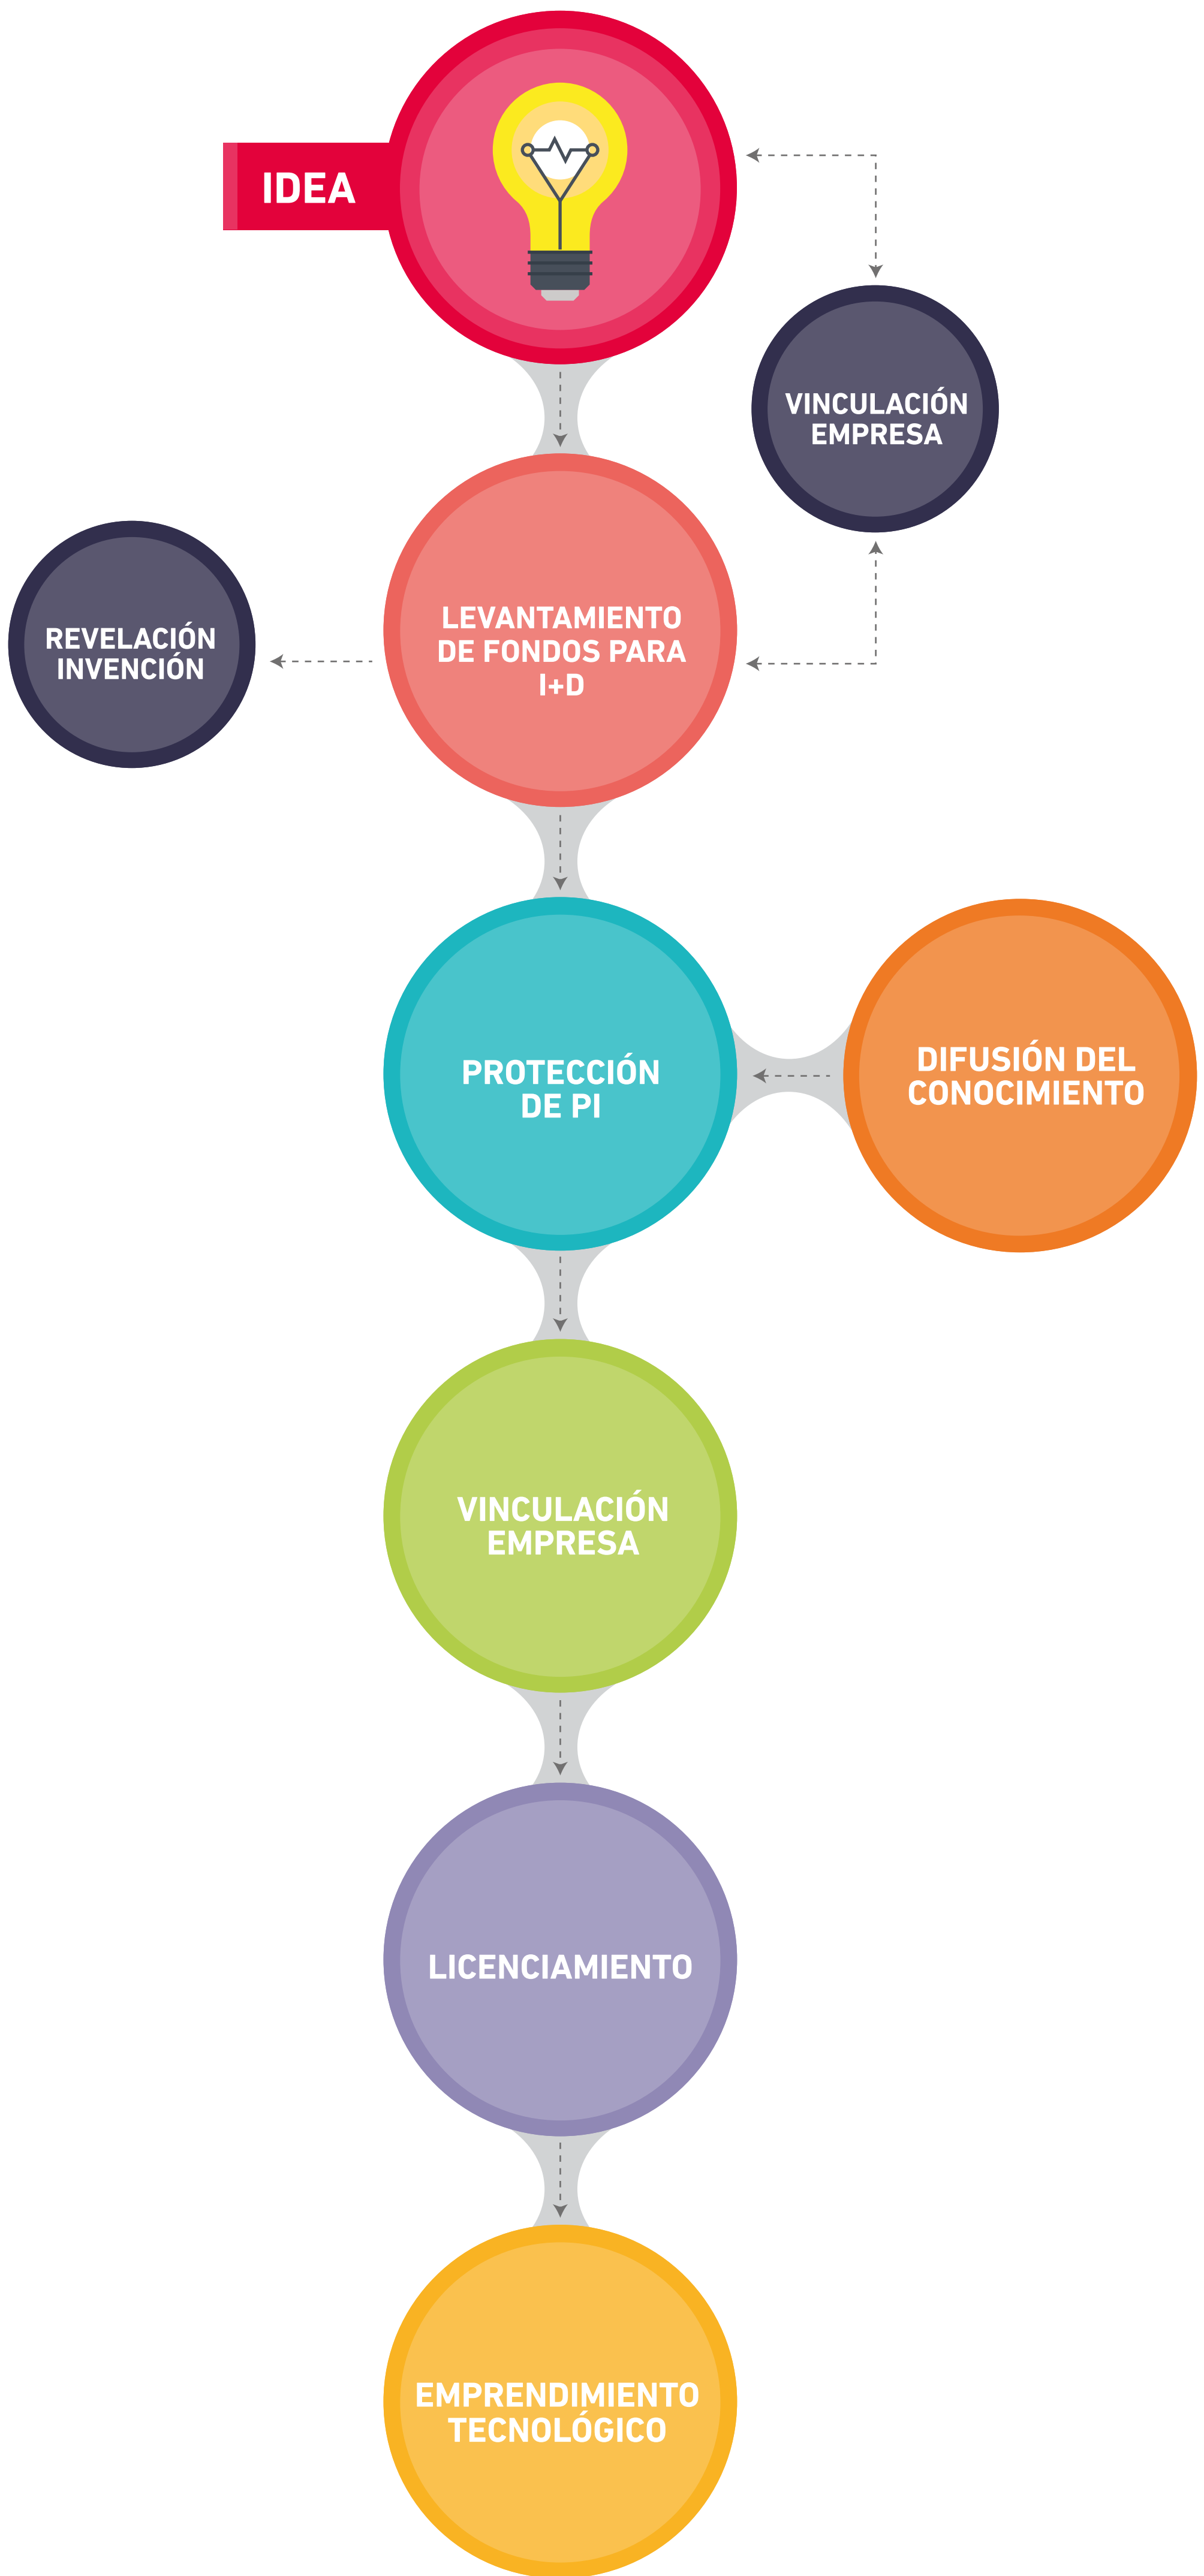 IDEA
VINCULACIÓN
EMPRESA
LEVANTAMIENTO
DE FONDOS PARA
I+D
REVELACIÓN
INVENCIÓN
PROTECCIÓN
DE PI
DIFUSIÓN DEL
CONOCIMIENTO
VINCULACIÓN
EMPRESA
LICENCIAMIENTO
EMPRENDIMIENTO
TECNOLÓGICO